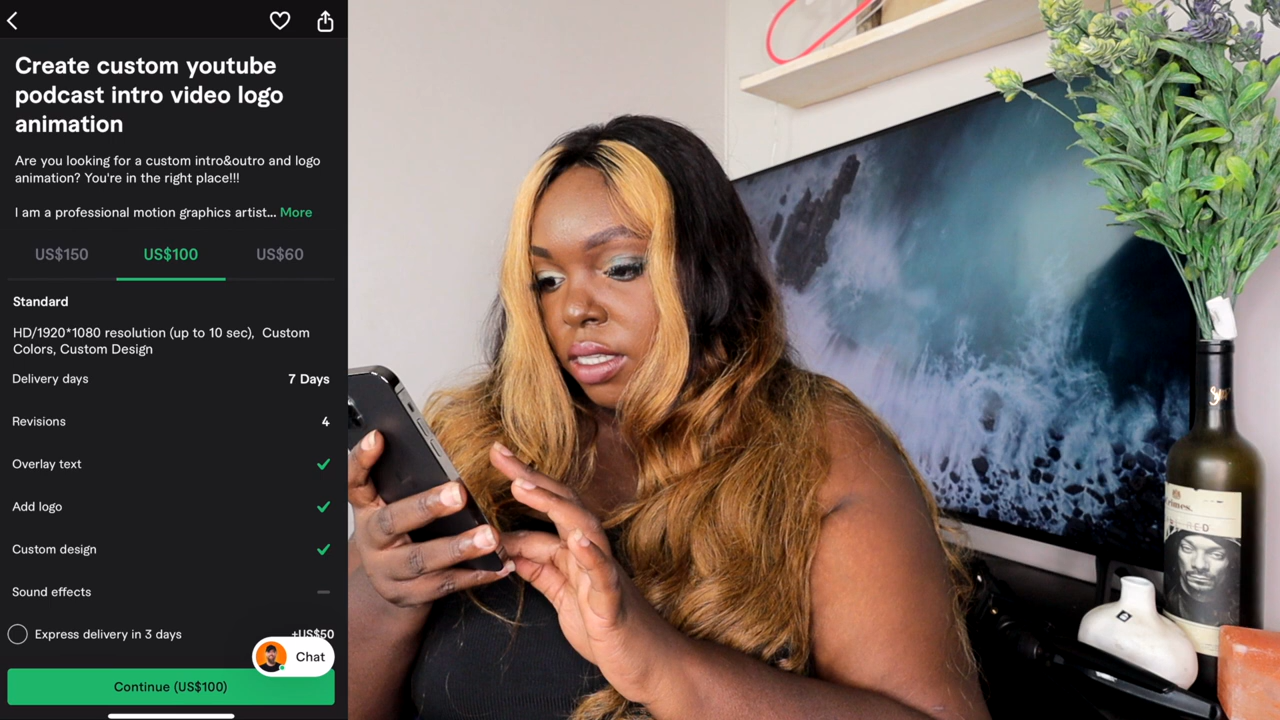 Create custom youtube
podcast intro video logo
animation
Are you looking for a custom intro&outro and logo
animation? You're in the right place!!!
I am a professional motion graphics artist... More
US$150 US$100 US$60
Standard
HD/1920*1080 resolution (up to 10 sec), Custom
Colors, Custom Design
Delivery days 7 Days
Revisions 4
Overlay text
Add logo
Custom design
Sound effects
Express delivery in 3 days +US$50
Chat
Continue (US$100)